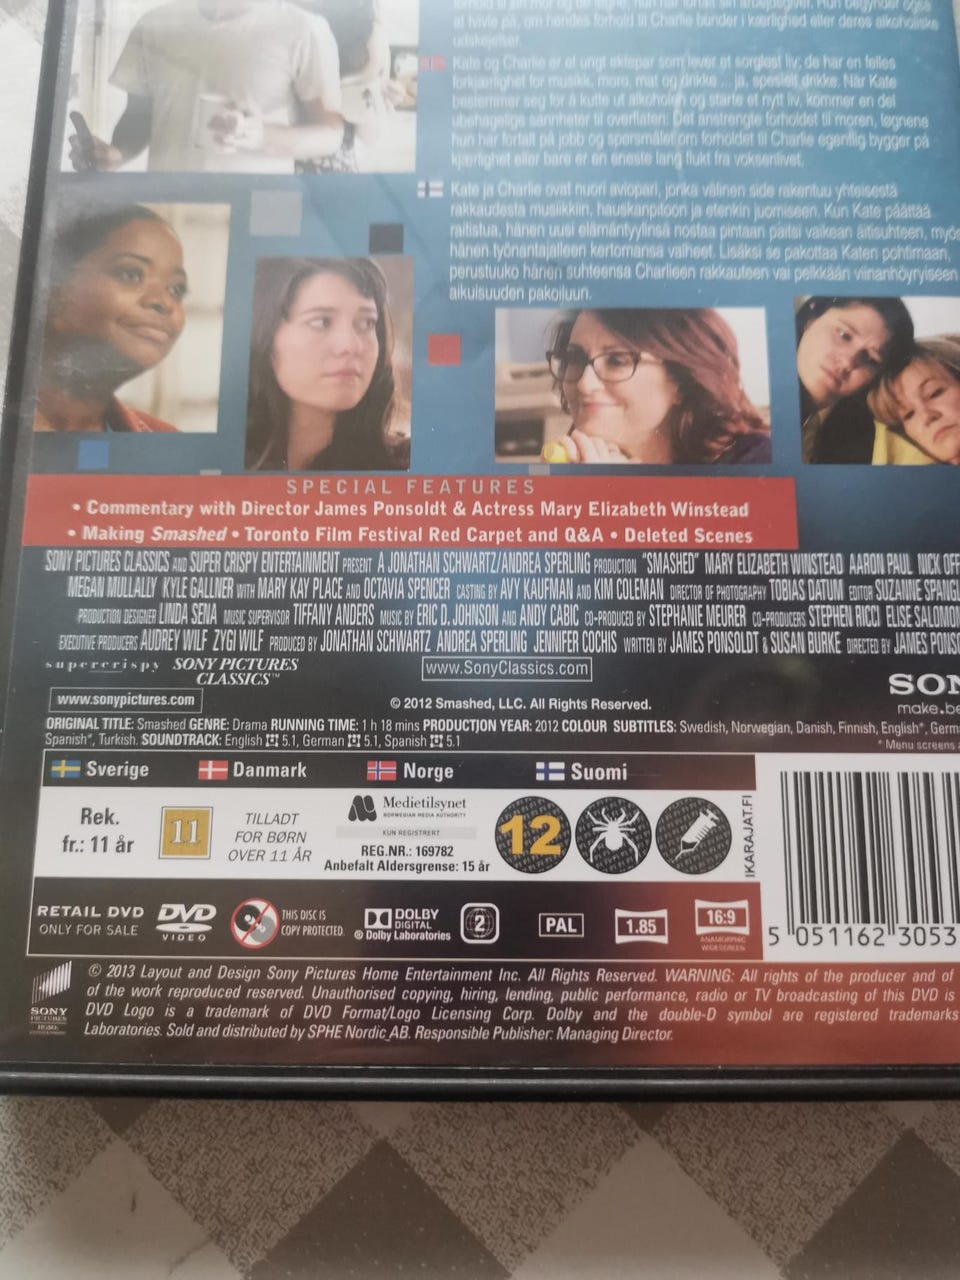 at tvivle på, om hendes forhold til Charlie bunder i kærlighed eller deres alkoholiske
udskejelser.
Kate og Charlie er et ungt ektepar som lever et sorglest liv; de har en felles
forkjærlighet for musikk, moro, mat og drikke ... ja, spesielt drikke. Når Kate
bestemmer seg for å kutte ut alkoholen og starte et nytt liv, kommer en del
ubehagelige sannheter til overflaten: Det anstrengte forholdet til moren, løgnene
hun har fortalt på jobb og spørsmålet om forholdet til Charlie egentlig bygger på
kjærlighet eller bare er en eneste lang flukt fra voksenlivet.
Kate ja Charlie ovat nuori aviopari, jonka välinen side rakentuu yhteisestä
rakkaudesta musiikkiin, hauskanpitoon ja etenkin juomiseen. Kun Kate päättää
raitistua, hänen uusi elämäntyylinsä nostaa pintaan paitsi vaikean äitisuhteen, myös
hänen työnantajalleen kertomansa valheet. Lisäksi se pakottaa Katen pohtimaan,
perustuuko hänen suhteensa Charlieen rakkauteen vai pelkkään viinanhöyryiseen
aikuisuuden pakoiluun.
SPECIAL FEATURES
• Commentary with Director James Ponsoldt & Actress Mary Elizabeth Winstead
• Making Smashed • Toronto Film Festival Red Carpet and Q&A • Deleted Scenes
SONY PICTURES CLASSICS AND SUPER CRISPY ENTERTAINMENT PRESENT A JONATHAN SCHWARTZ/ANDREA SPERLING PRODUCTION "SMASHED" MARY ELIZABETH WINSTEAD AARON PAUL NICK OFF
MEGAN MULLALLY KYLE GALLNER WITH MARY KAY PLACE AND OCTAVIA SPENCER CASTING BY AVY KAUFMAN AND KIM COLEMAN DIRECTOR OF PHOTOGRAPHY TOBIAS DATUM EDITOR SUZANNE SPANGL
PRODUCTION DESIGNER LINDA SENA MUSIC SUPERVISOR TIFFANY ANDERS MUSIC BY ERIC D. JOHNSON AND ANDY CABIC CO-PRODUCED BY STEPHANIE MEURER CO-PRODUCERS STEPHEN RICCI ELISE SALOMO
EXECUTIVE PRODUCERS AUDREY WILF ZYGI WILF PRODUCED BY JONATHAN SCHWARTZ ANDREA SPERLING JENNIFER COCHIS WRITTEN BY JAMES PONSOLDT & SUSAN BURKE DIRECTED BY JAMES PONSO
supercrispy SONY PICTURES CLASSICS™ www.SonyClassics.com
SON
make.be
www.sonypictures.com © 2012 Smashed, LLC. All Rights Reserved.
ORIGINAL TITLE: Smashed GENRE: Drama RUNNING TIME: 1 h 18 mins PRODUCTION YEAR: 2012 COLOUR SUBTITLES: Swedish, Norwegian, Danish, Finnish, English*, Germ
Spanish*, Turkish. SOUNDTRACK: English 5.1, German 5.1, Spanish 5.1
* Menu screens a
Sverige Danmark Norge Suomi
Rek.
fr.: 11 år
11
TILLADT
FOR BØRN
OVER 11 ÅR
Medietilsynet
NORWEGIAN MEDIA AUTHORITY
KUN REGISTRERT
REG.NR.: 169782
Anbefalt Aldersgrense: 15 år
12
IKARAJAT.FI
RETAIL DVD
ONLY FOR SALE
DVD
VIDEO
THIS DISC IS
COPY PROTECTED.
DOLBY
DIGITAL
© Dolby Laboratories
2
PAL
1.85
16:9
ANAMORPHIC
WIDESCREEN
5 051162 3053
SONY
PICTURES
HOME
ENTERTAINMENT
© 2013 Layout and Design Sony Pictures Home Entertainment Inc. All Rights Reserved. WARNING: All rights of the producer and of
of the work reproduced reserved. Unauthorised copying, hiring, lending, public performance, radio or TV broadcasting of this DVD is
DVD Logo is a trademark of DVD Format/Logo Licensing Corp. Dolby and the double-D symbol are registered trademarks
Laboratories. Sold and distributed by SPHE Nordic AB. Responsible Publisher: Managing Director.